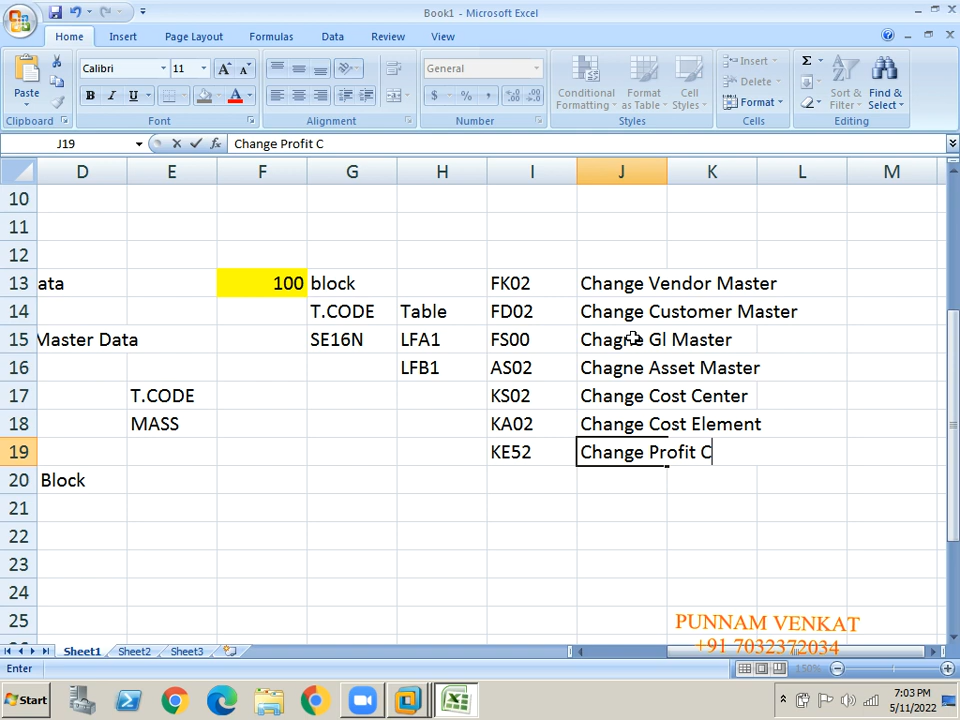 Book1 - Microsoft Excel
Home Insert Page Layout Formulas Data Review View
Paste
Calibri 11 A A
B I U A
General
$ % ,
Conditional Formatting
Format as Table
Cell Styles
Insert
Delete
Format
Σ
Sort & Filter
Find & Select
Clipboard Font Alignment Number Styles Cells Editing
J19 fx Change Profit C
D E F G H I J K L M
10
11
12
13 ata 100 block FK02 Change Vendor Master
14 T.CODE Table FD02 Change Customer Master
15 Master Data SE16N LFA1 FS00 Chagne Gl Master
16 LFB1 AS02 Chagne Asset Master
17 T.CODE KS02 Change Cost Center
18 MASS KA02 Change Cost Element
19 KE52 Change Profit C
20 Block
21
22
23
24
25
PUNNAM VENKAT
+91 7032372034
Sheet1 Sheet2 Sheet3
Enter 150%
Start
7:03 PM
5/11/2022